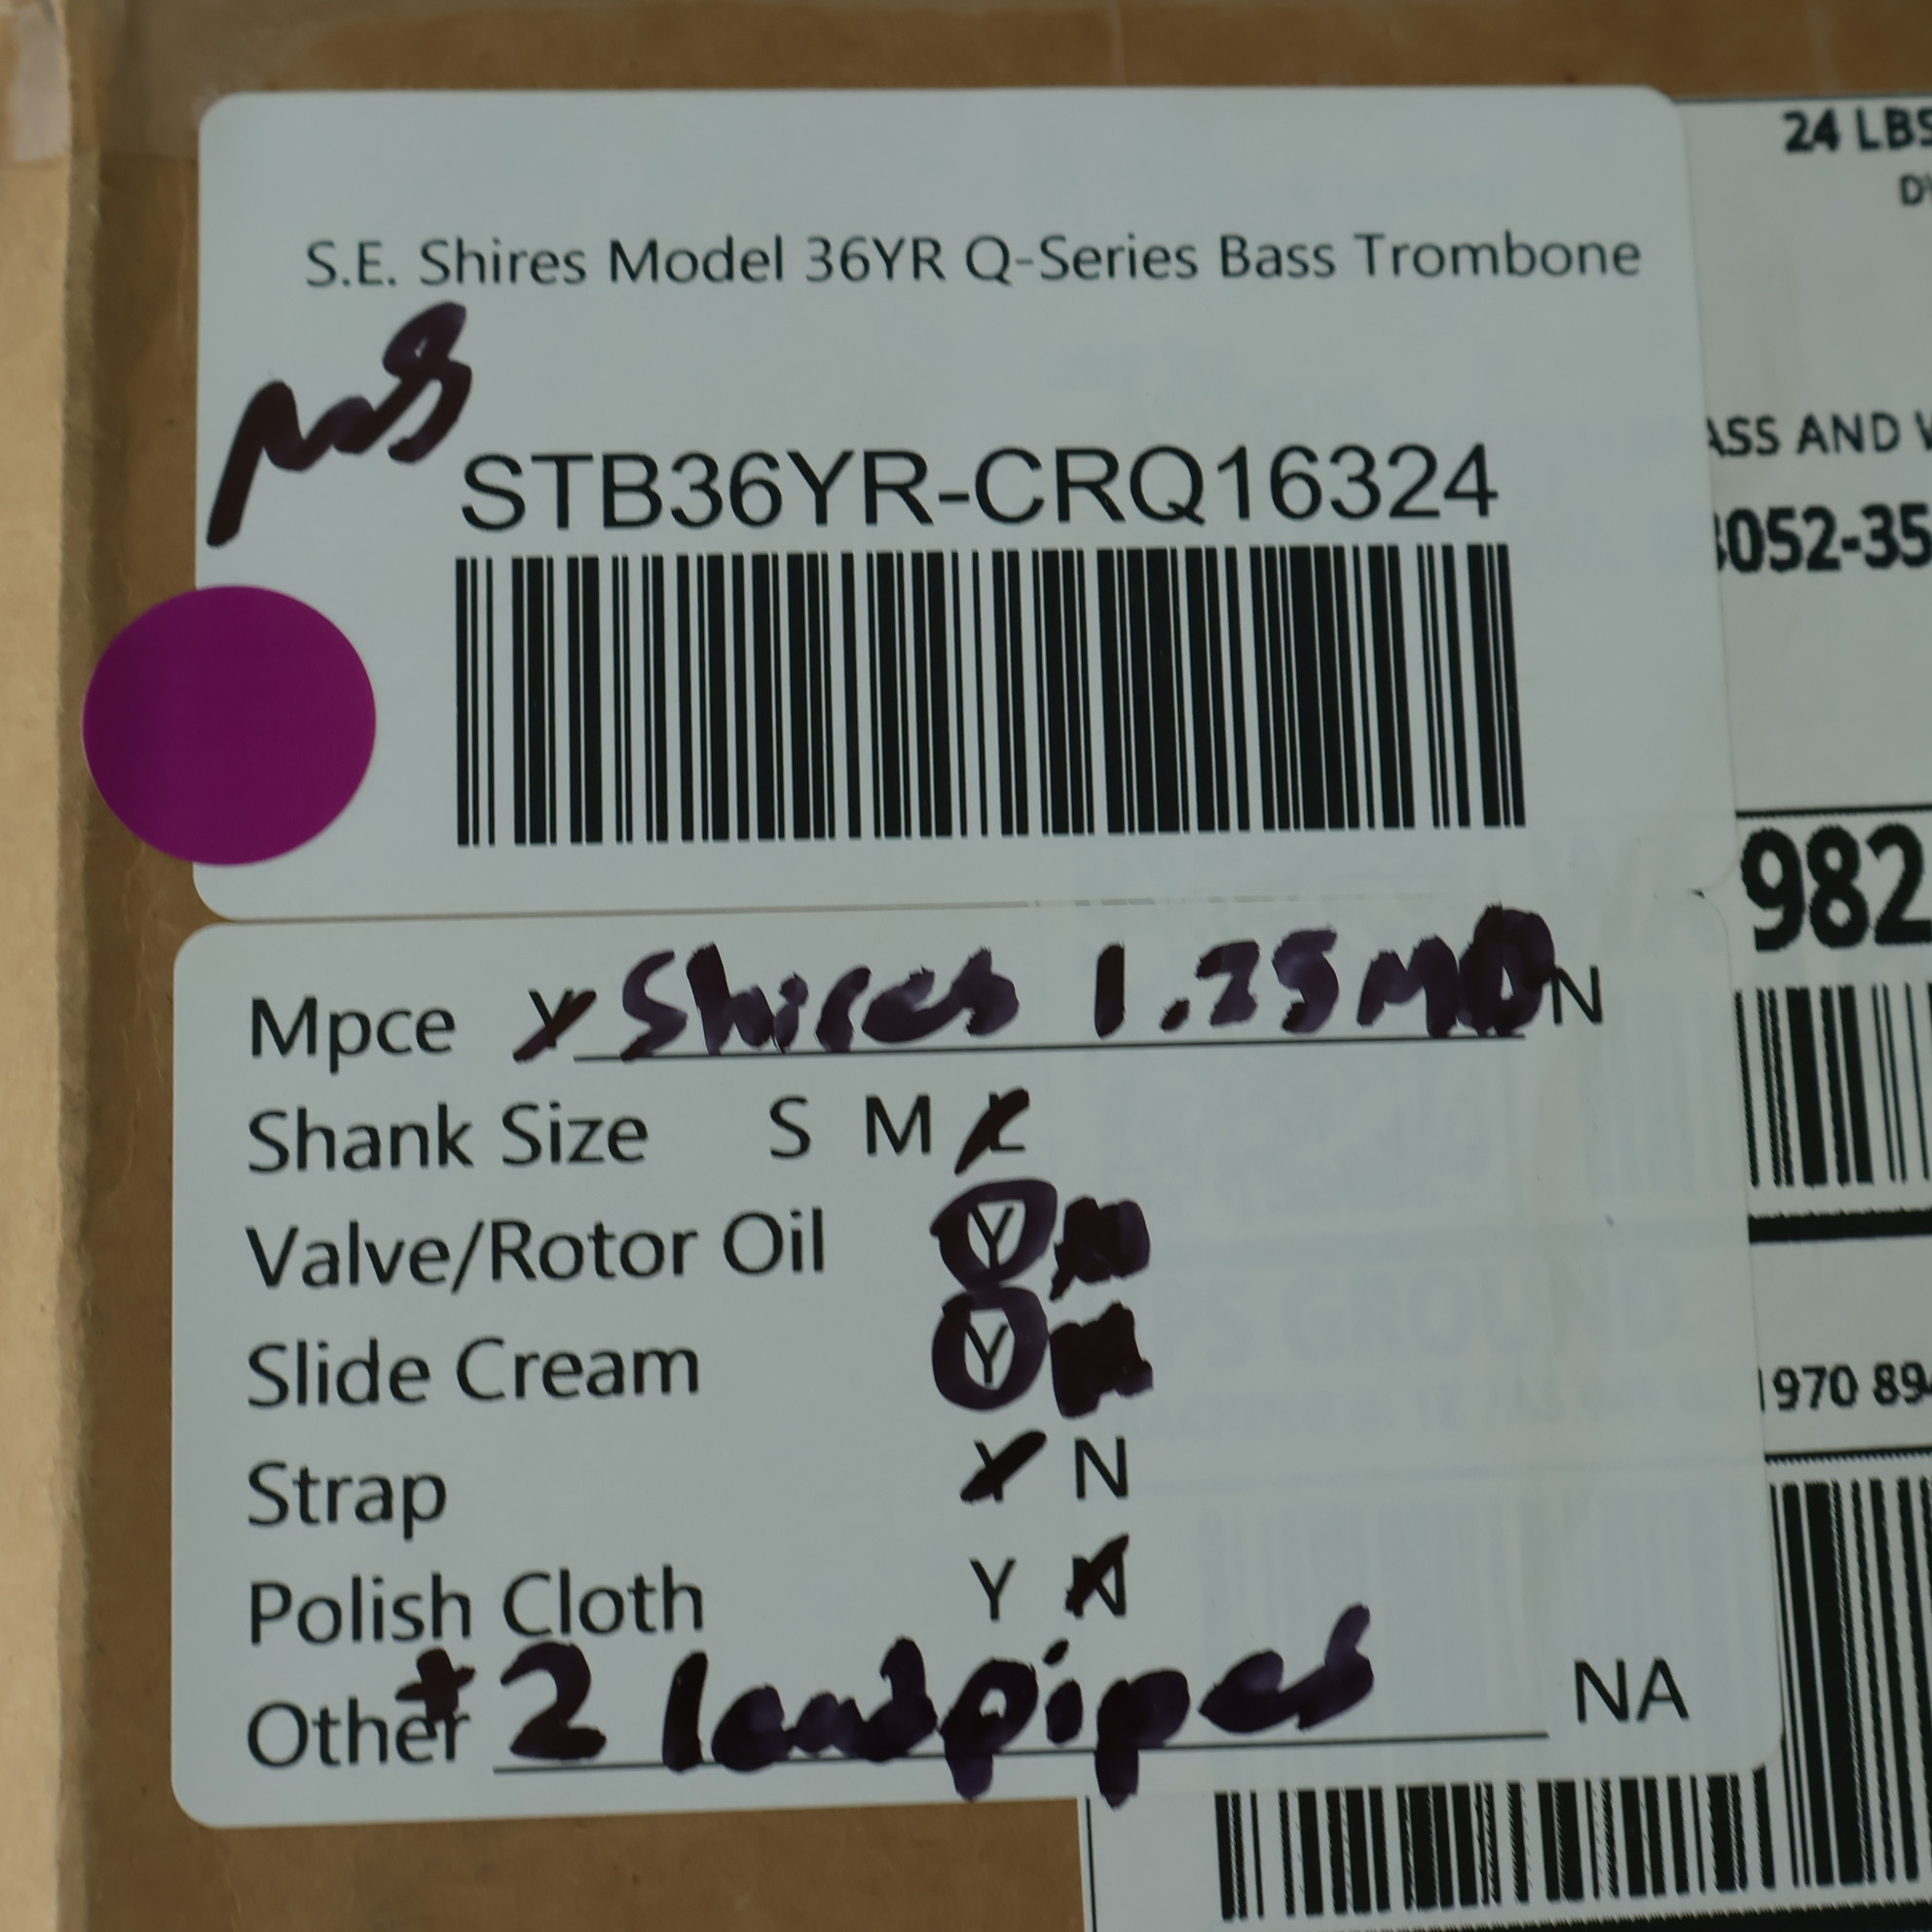 S.E. Shires Model 36YR Q-Series Bass Trombone
STB36YR-CRQ16324
Mpce Y Shires 1.25MD N
Shank Size S M L
Valve/Rotor Oil Y N
Slide Cream Y N
Strap Y N
Polish Cloth Y N
Other + 2 leadpipes NA
24 LBS
ASS AND
052-35
982
1970 89